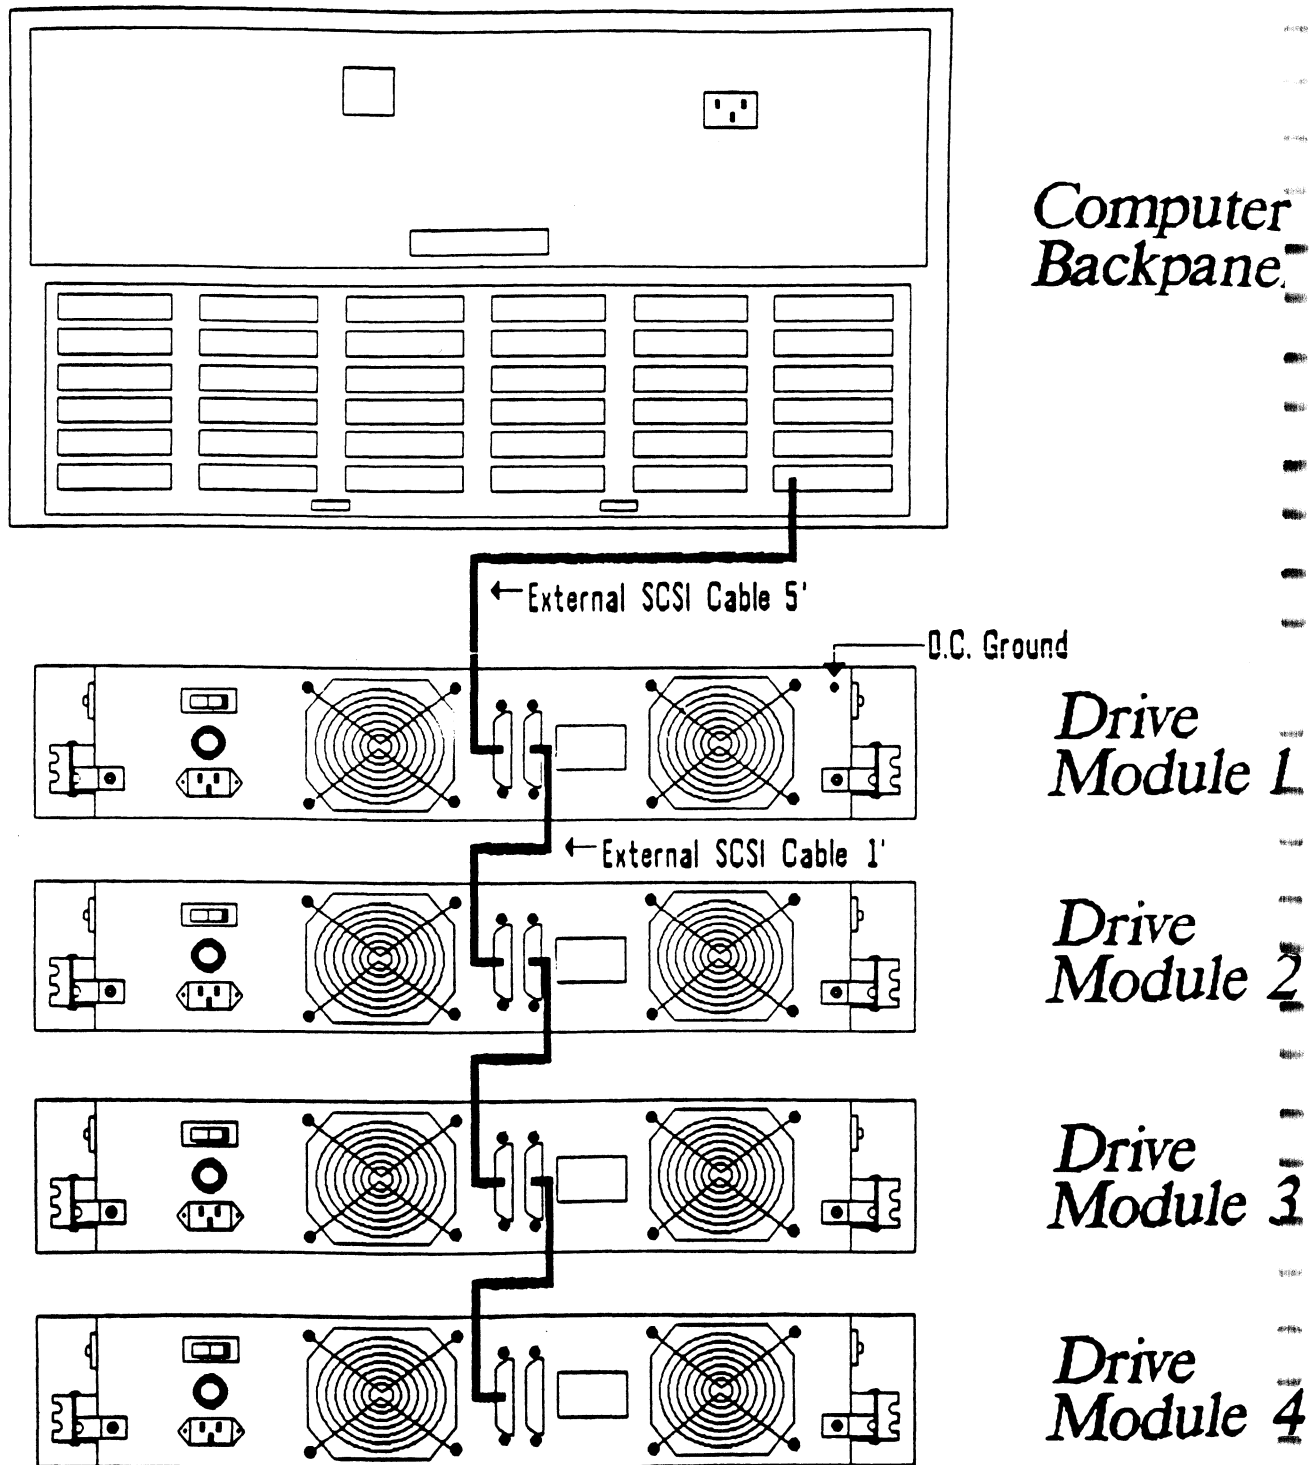 Computer
Backpane
External SCSI Cable 5'
D.C. Ground
Drive
Module 1
External SCSI Cable 1'
Drive
Module 2
Drive
Module 3
Drive
Module 4